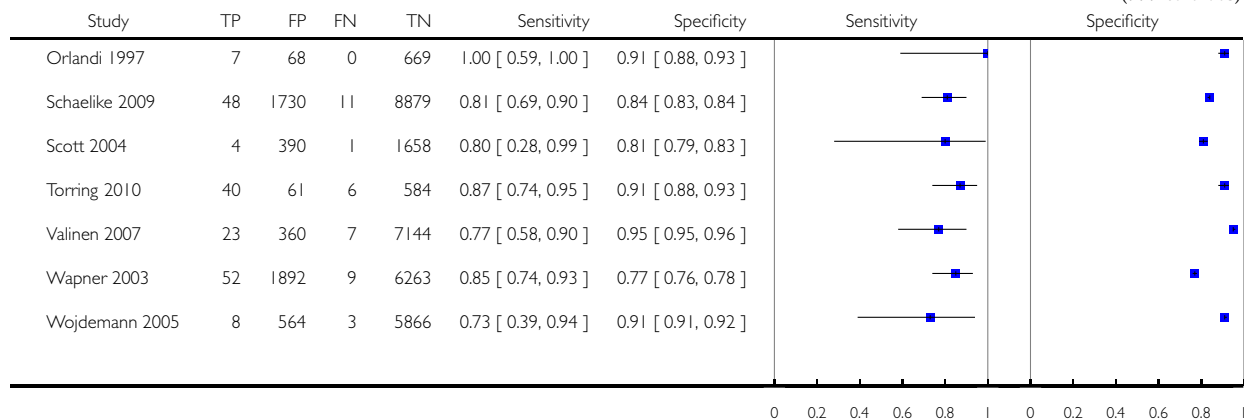 Study TP FP FN TN Sensitivity Specificity Sensitivity Specificity
Orlandi 1997 7 68 0 669 1.00 [ 0.59, 1.00 ] 0.91 [ 0.88, 0.93 ]
Schaelike 2009 48 1730 11 8879 0.81 [ 0.69, 0.90 ] 0.84 [ 0.83, 0.84 ]
Scott 2004 4 390 1 1658 0.80 [ 0.28, 0.99 ] 0.81 [ 0.79, 0.83 ]
Torring 2010 40 61 6 584 0.87 [ 0.74, 0.95 ] 0.91 [ 0.88, 0.93 ]
Valinen 2007 23 360 7 7144 0.77 [ 0.58, 0.90 ] 0.95 [ 0.95, 0.96 ]
Wapner 2003 52 1892 9 6263 0.85 [ 0.74, 0.93 ] 0.77 [ 0.76, 0.78 ]
Wojdemann 2005 8 564 3 5866 0.73 [ 0.39, 0.94 ] 0.91 [ 0.91, 0.92 ]
0 0.2 0.4 0.6 0.8 1 0 0.2 0.4 0.6 0.8